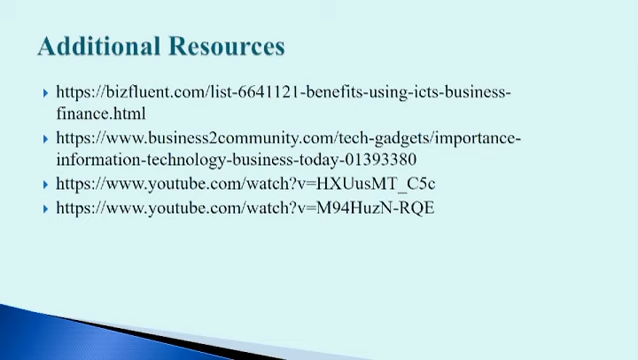 Additional Resources
https://bizfluent.com/list-6641121-benefits-using-icts-business-
finance.html
https://www.business2community.com/tech-gadgets/importance-
information-technology-business-today-01393380
https://www.youtube.com/watch?v=HXUusMT_C5c
https://www.youtube.com/watch?v=M94HuzN-RQE